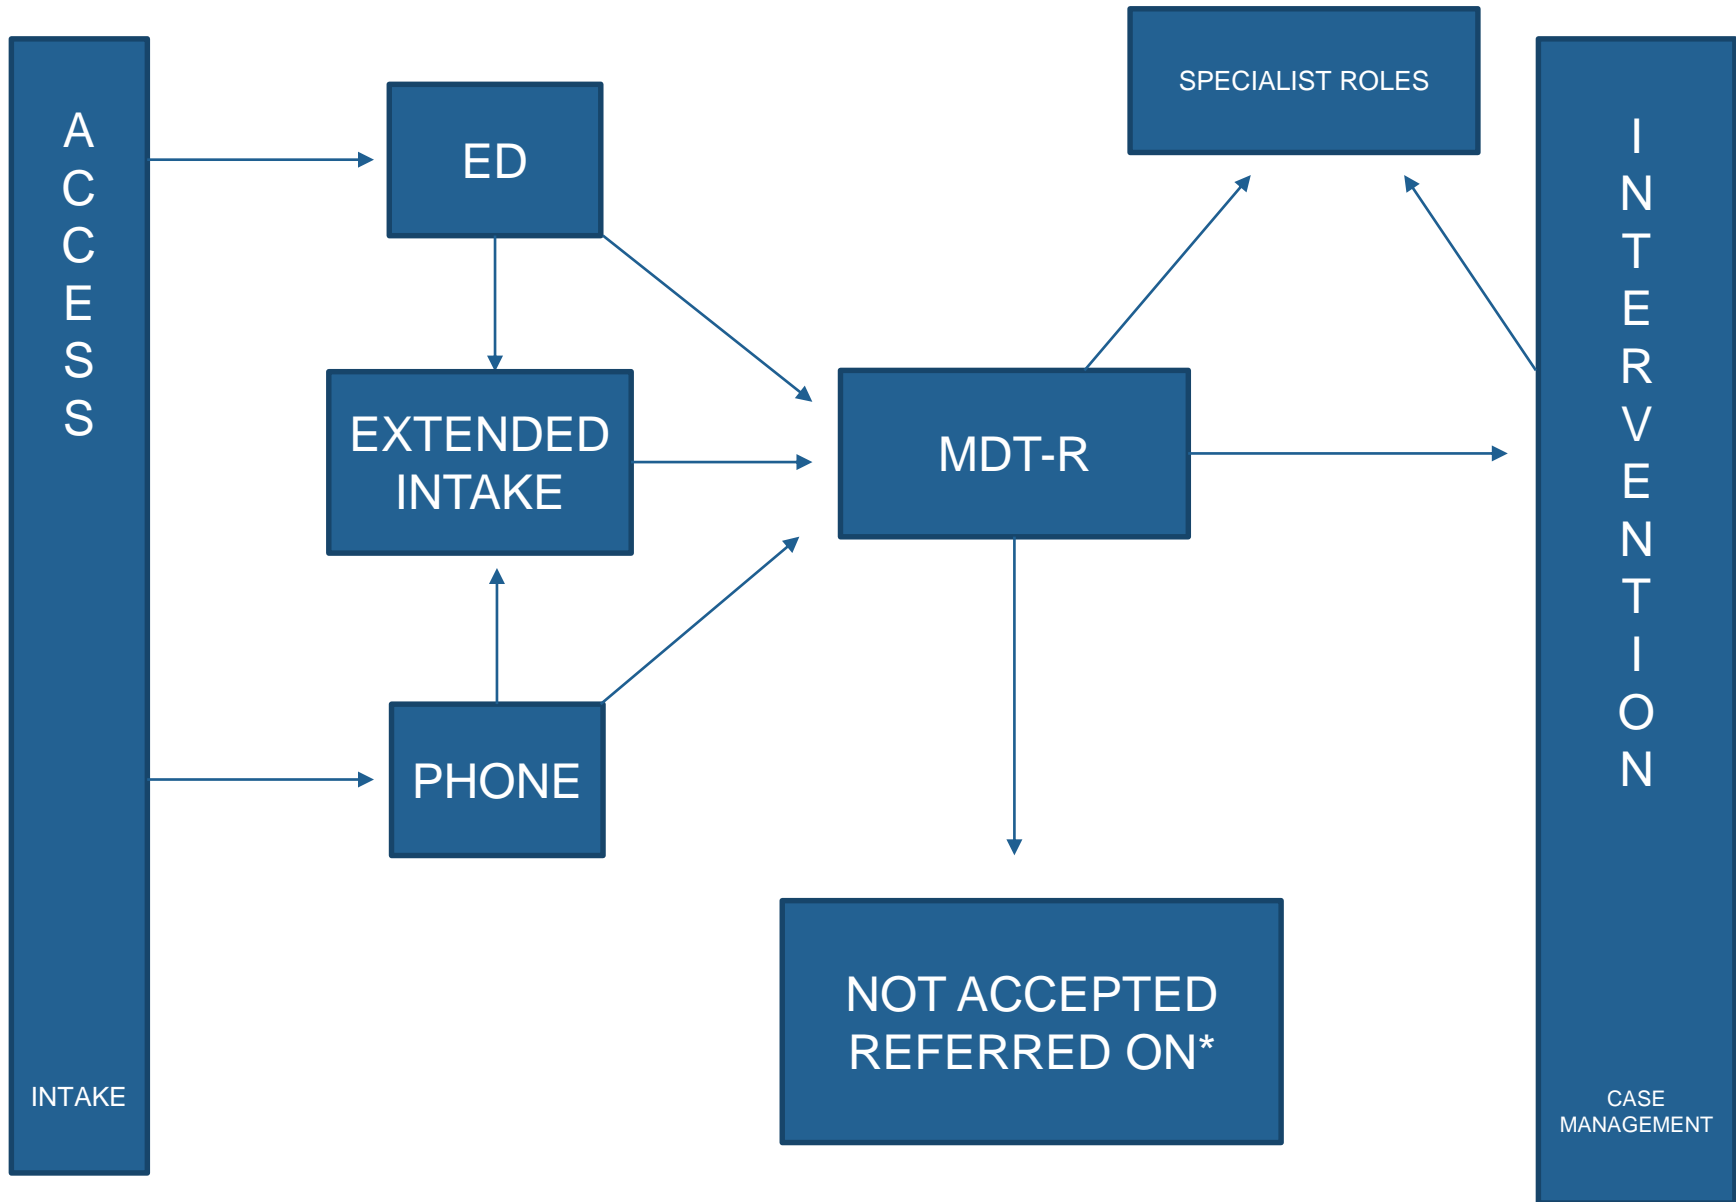 ACCESS
INTAKE
ED
EXTENDED
INTAKE
PHONE
MDT-R
SPECIALIST ROLES
NOT ACCEPTED
REFERRED ON*
INTERVENTION
CASE
MANAGEMENT